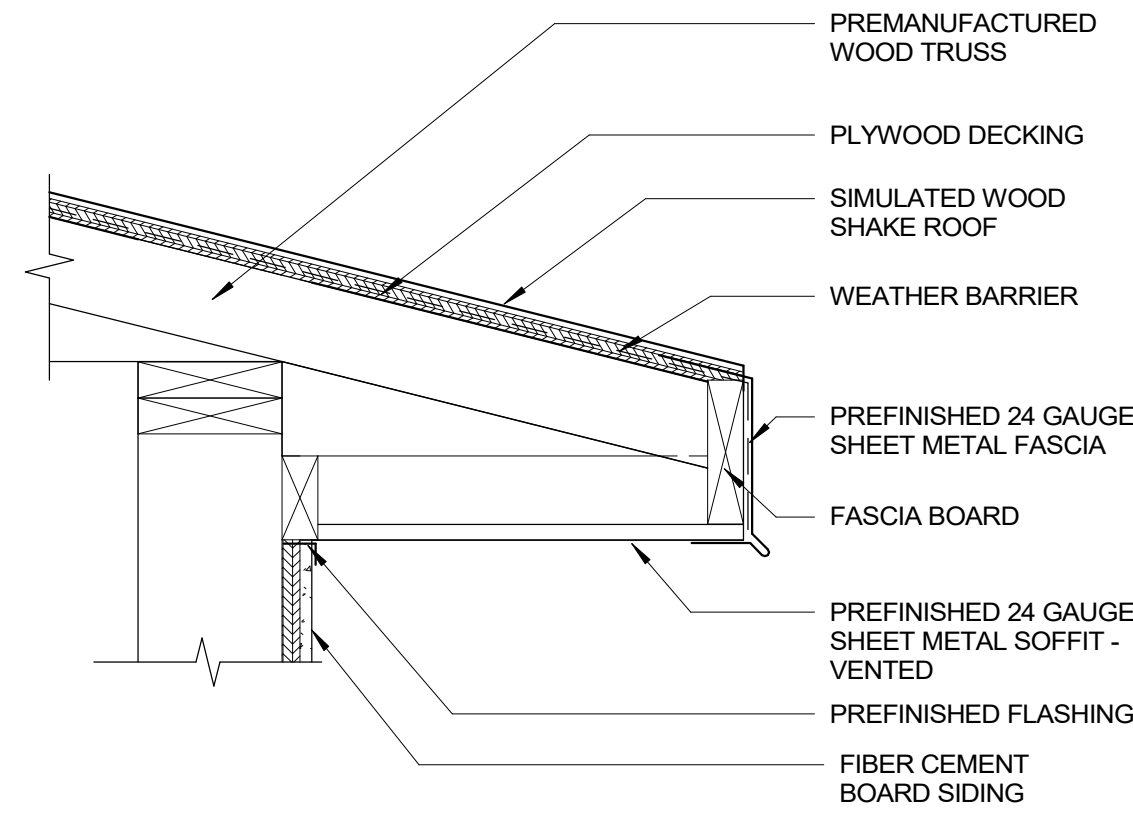 PREMANUFACTURED
WOOD TRUSS
PLYWOOD DECKING
SIMULATED WOOD
SHAKE ROOF
WEATHER BARRIER
PREFINISHED 24 GAUGE
SHEET METAL FASCIA
FASCIA BOARD
PREFINISHED 24 GAUGE
SHEET METAL SOFFIT -
VENTED
PREFINISHED FLASHING
FIBER CEMENT
BOARD SIDING